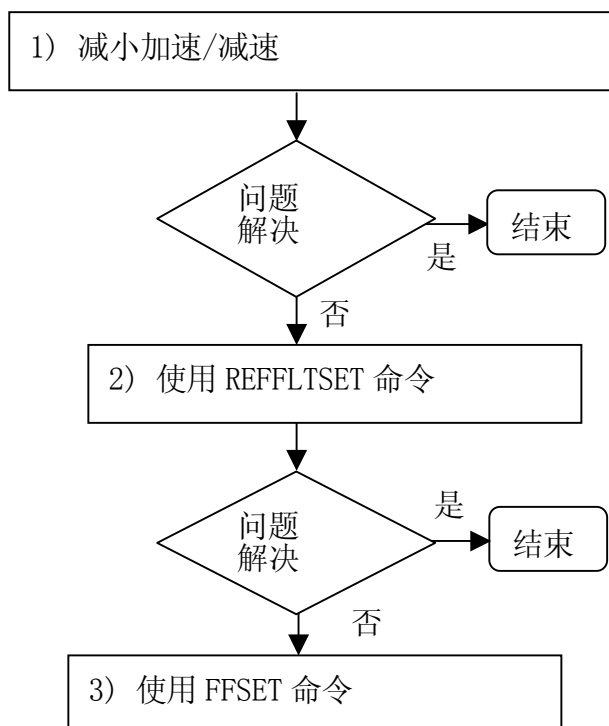 1) 减小加速/减速
问题
解决
结束
是
否
2) 使用 REFFLTSET 命令
问题
解决
是
结束
否
3) 使用 FFSET 命令